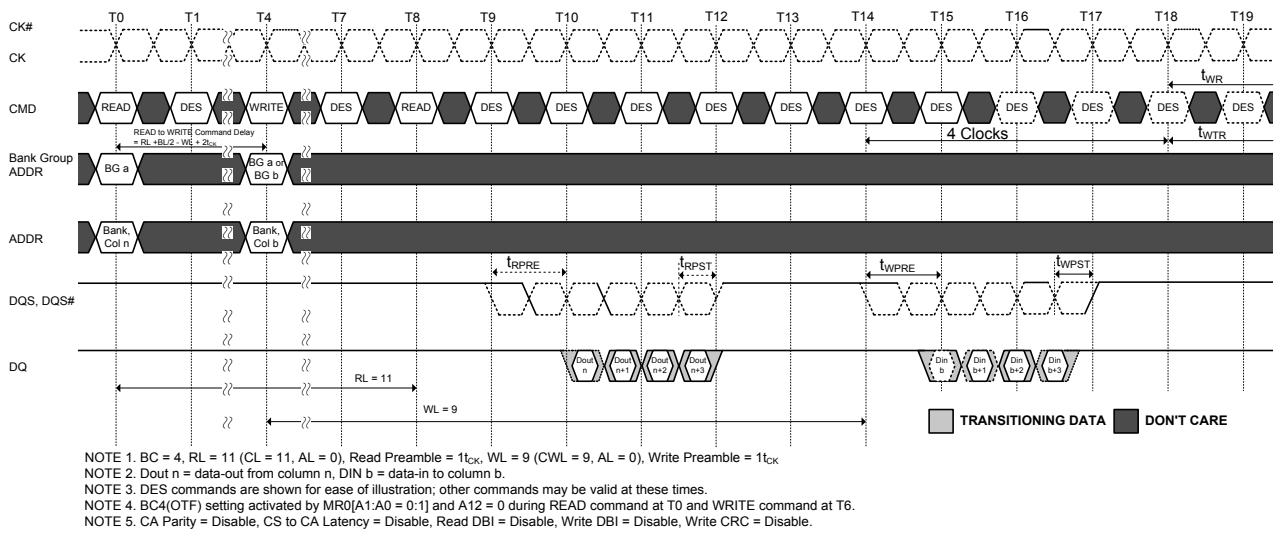 T0 T1 T4 T7 T8 T9 T10 T11 T12 T13 T14 T15 T16 T17 T18 T19
CK#
CK
tWR
CMD READ DES WRITE DES READ DES DES DES DES DES DES DES DES DES DES DES
READ to WRITE Command Delay
= RL +BL/2 - WL + 2tCK
4 Clocks
tWTR
Bank Group
ADDR
BG a
BG a or
BG b
ADDR
Bank,
Col n
Bank,
Col b
tRPRE tRPST tWPRE tWPST
DQS, DQS#
DQ
Dout
n
Dout
n+1
Dout
n+2
Dout
n+3
Din
b
Din
b+1
Din
b+2
Din
b+3
RL = 11
WL = 9
TRANSITIONING DATA DON'T CARE
NOTE 1. BC = 4, RL = 11 (CL = 11, AL = 0), Read Preamble = 1tCK, WL = 9 (CWL = 9, AL = 0), Write Preamble = 1tCK
NOTE 2. Dout n = data-out from column n, DIN b = data-in to column b.
NOTE 3. DES commands are shown for ease of illustration; other commands may be valid at these times.
NOTE 4. BC4(OTF) setting activated by MR0[A1:A0 = 0:1] and A12 = 0 during READ command at T0 and WRITE command at T6.
NOTE 5. CA Parity = Disable, CS to CA Latency = Disable, Read DBI = Disable, Write DBI = Disable, Write CRC = Disable.